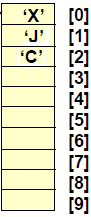 ‘X’ [0]
‘J’ [1]
‘C’ [2]
[3]
[4]
[5]
[6]
[7]
[8]
[9]